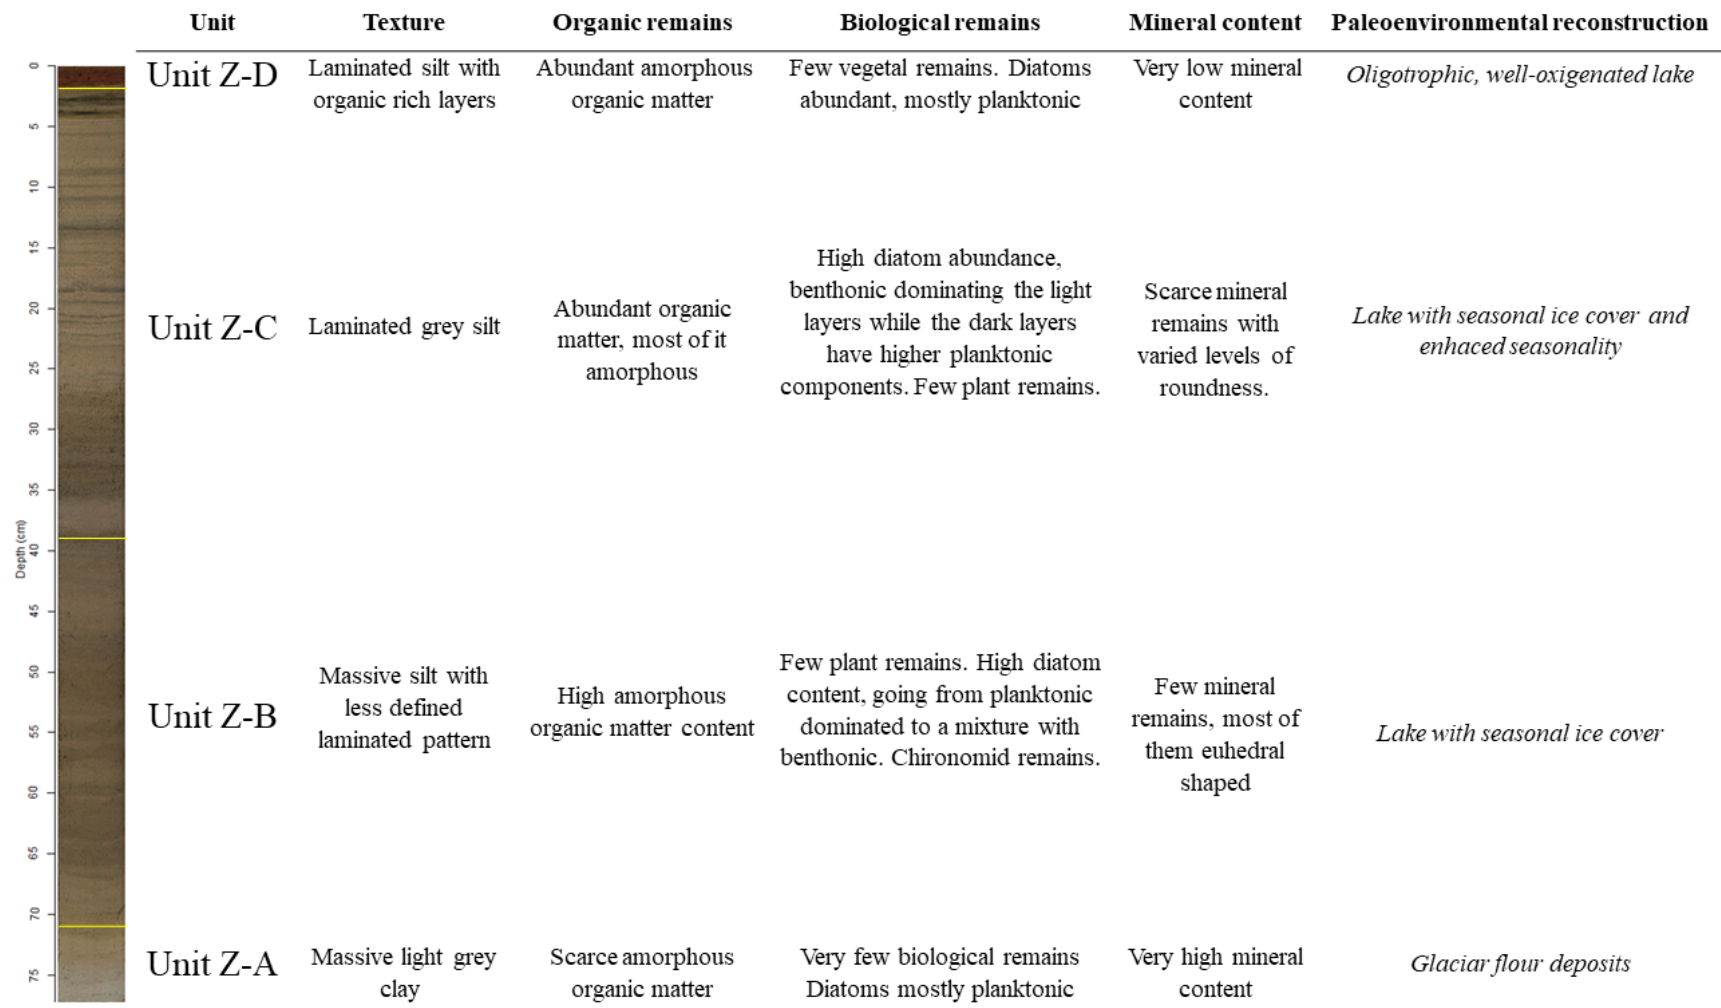 Unit Texture Organic remains Biological remains Mineral content Paleoenvironmental reconstruction
Unit Z-D
Laminated silt with
organic rich layers
Abundant amorphous
organic matter
Few vegetal remains. Diatoms
abundant, mostly planktonic
Very low mineral
content
Oligotrophic, well-oxigenated lake
Unit Z-C
Laminated grey silt
Abundant organic
matter, most of it
amorphous
High diatom abundance,
benthonic dominating the light
layers while the dark layers
have higher planktonic
components. Few plant remains.
Scarce mineral
remains with
varied levels of
roundness.
Lake with seasonal ice cover and
enhaced seasonality
Unit Z-B
Massive silt with
less defined
laminated pattern
High amorphous
organic matter content
Few plant remains. High diatom
content, going from planktonic
dominated to a mixture with
benthonic. Chironomid remains.
Few mineral
remains, most of
them euhedral
shaped
Lake with seasonal ice cover
Unit Z-A
Massive light grey
clay
Scarce amorphous
organic matter
Very few biological remains
Diatoms mostly planktonic
Very high mineral
content
Glaciar flour deposits
Depth (cm)
0
5
10
15
20
25
30
35
40
45
50
55
60
65
70
75